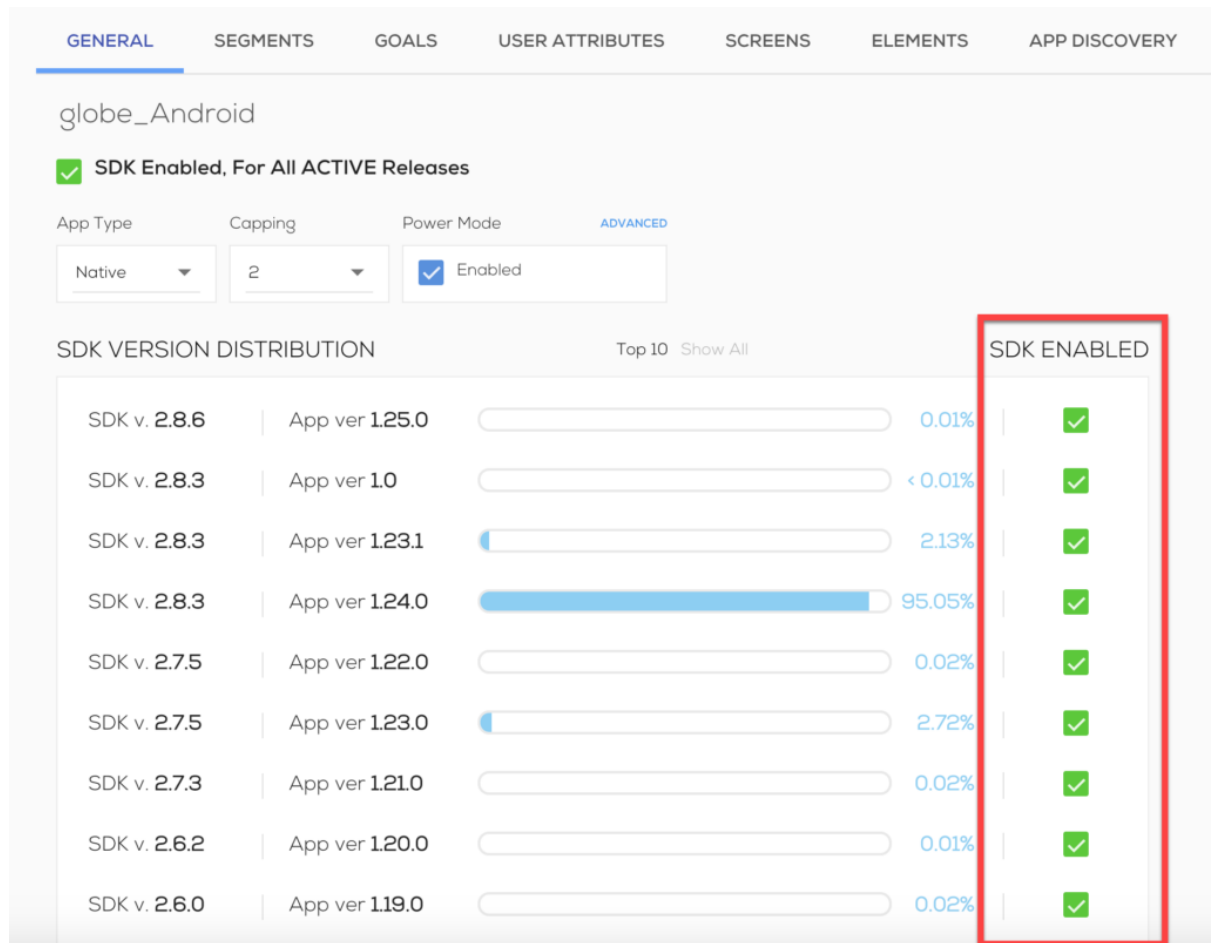 GENERAL SEGMENTS GOALS USER ATTRIBUTES SCREENS ELEMENTS APP DISCOVERY
globe_Android
SDK Enabled, For All ACTIVE Releases
App Type Capping Power Mode ADVANCED
Native 2 Enabled
SDK VERSION DISTRIBUTION Top 10 Show All SDK ENABLED
SDK v. 2.8.6 App ver 1.25.0 0.01%
SDK v. 2.8.3 App ver 1.0 < 0.01%
SDK v. 2.8.3 App ver 1.23.1 2.13%
SDK v. 2.8.3 App ver 1.24.0 95.05%
SDK v. 2.7.5 App ver 1.22.0 0.02%
SDK v. 2.7.5 App ver 1.23.0 2.72%
SDK v. 2.7.3 App ver 1.21.0 0.02%
SDK v. 2.6.2 App ver 1.20.0 0.01%
SDK v. 2.6.0 App ver 1.19.0 0.02%